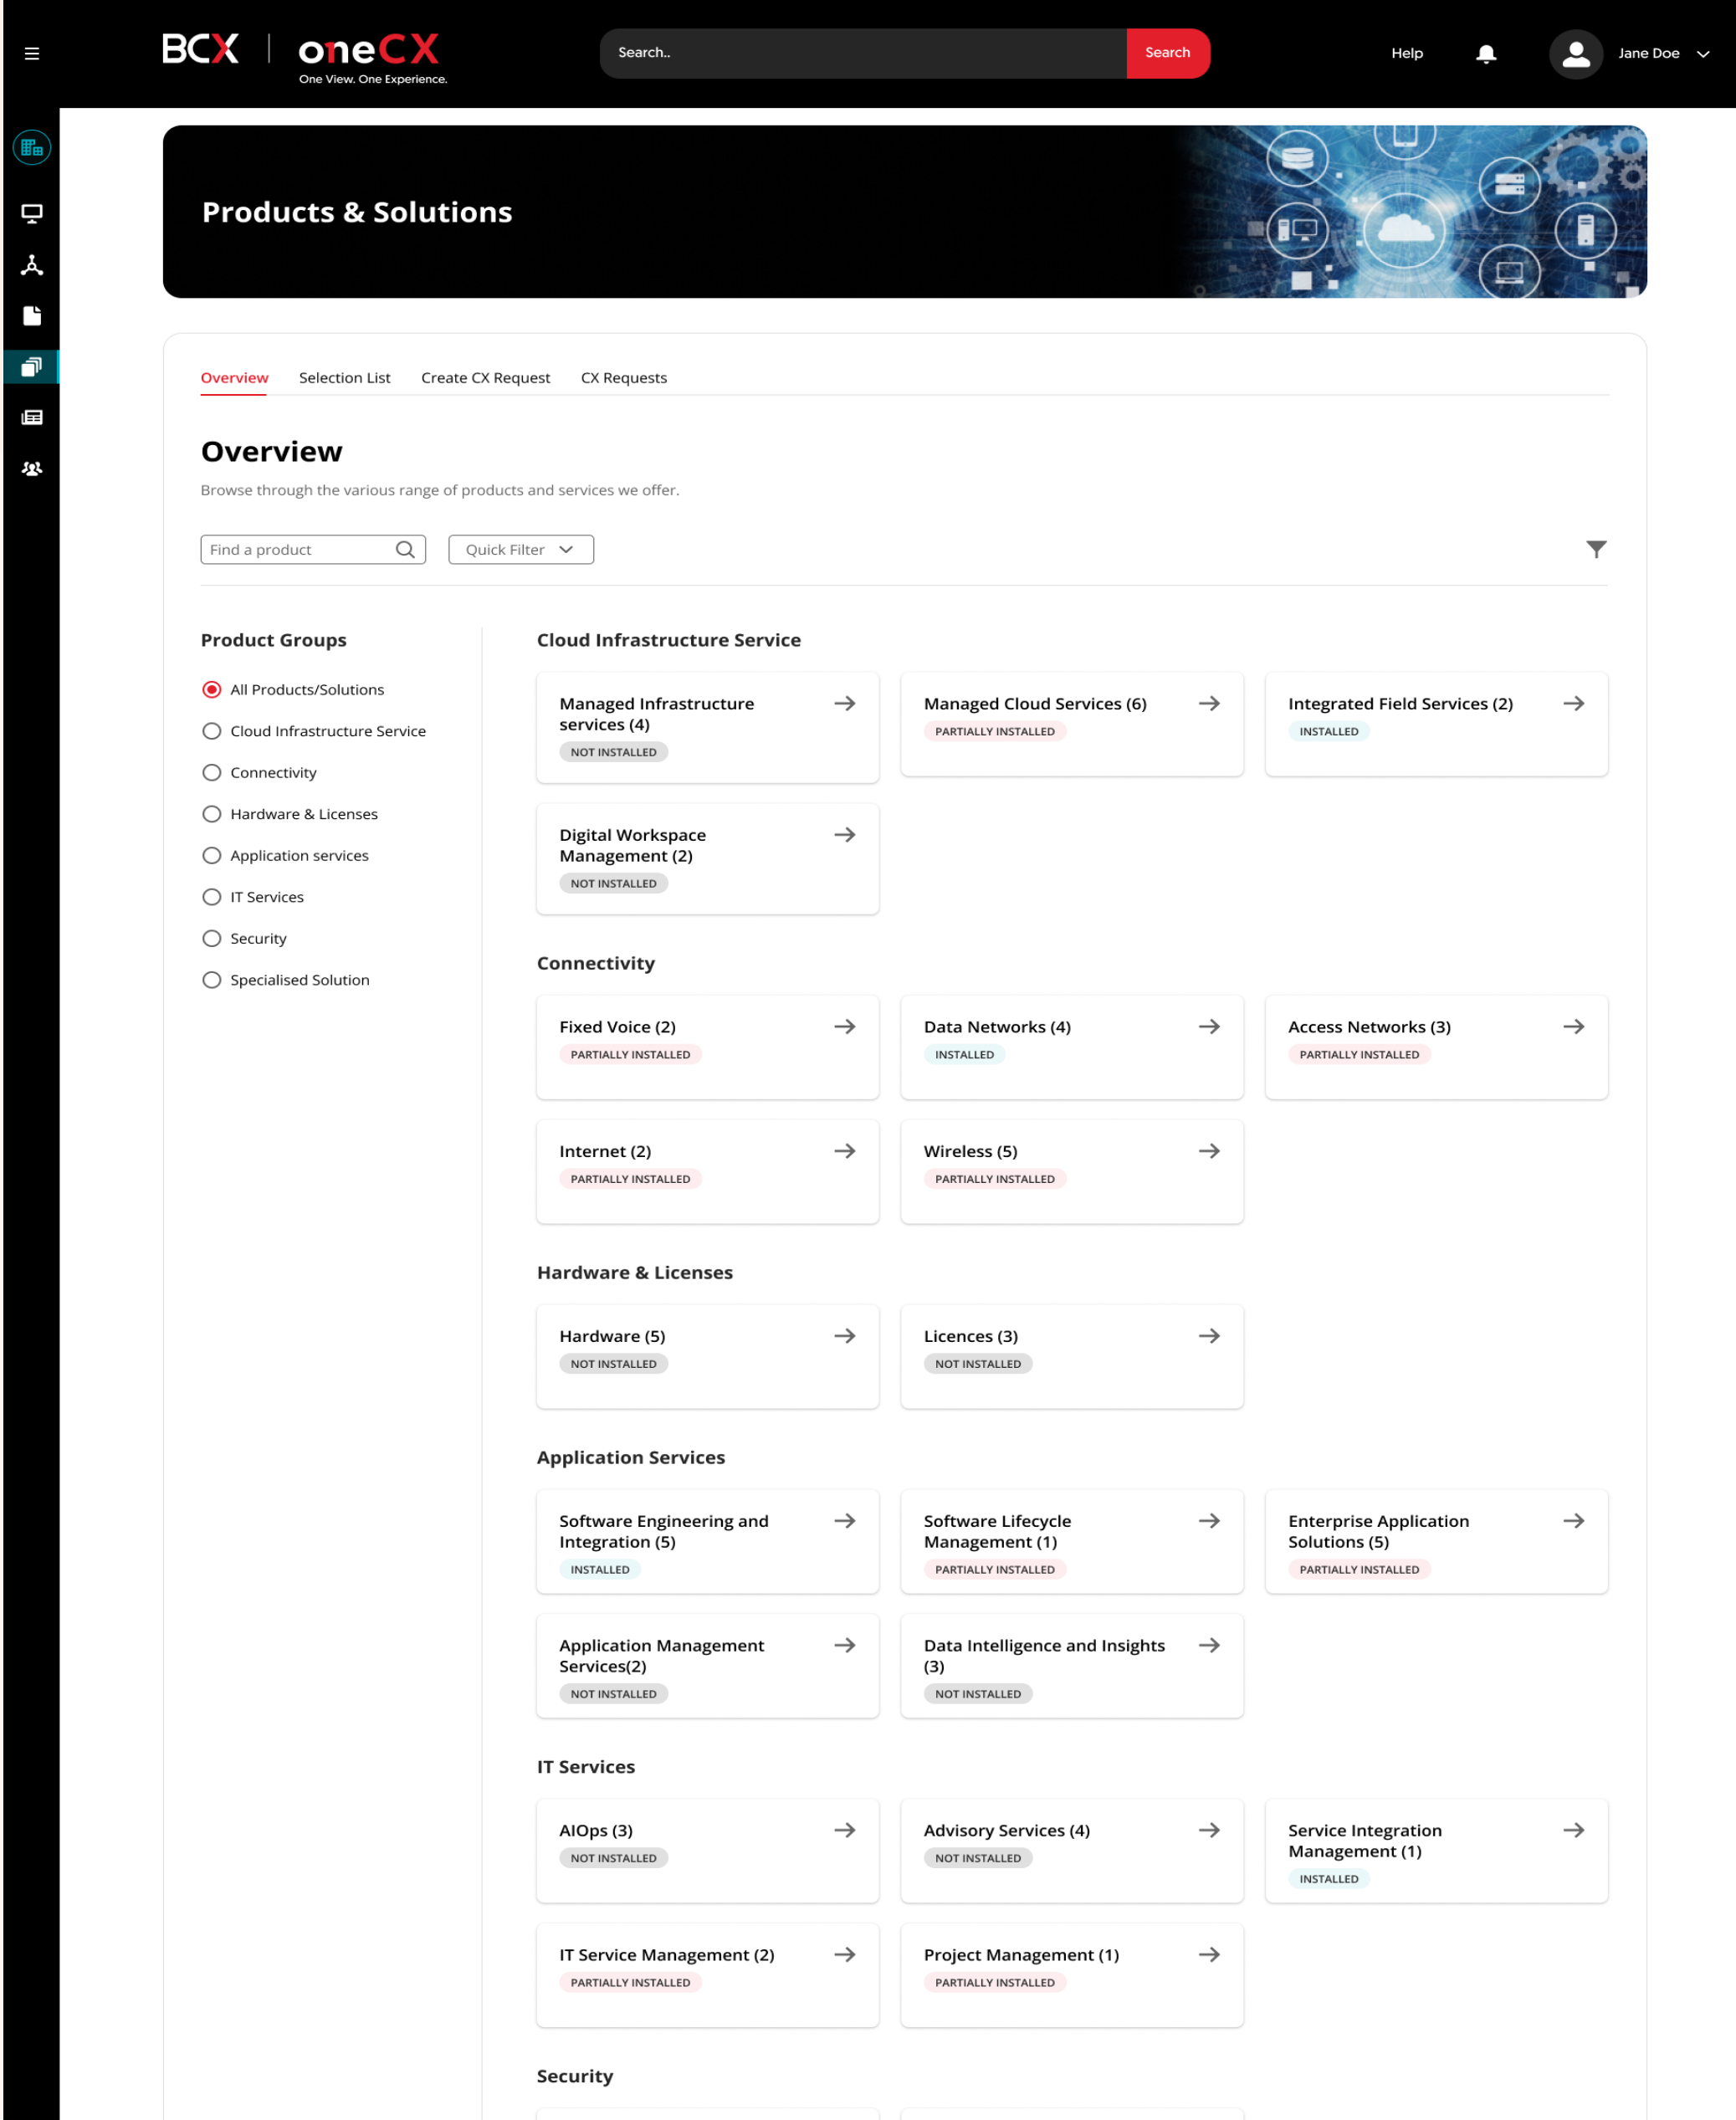 BCX | oneCX
One View. One Experience.
Search..
Search
Help
Jane Doe
Products & Solutions
Overview
Selection List
Create CX Request
CX Requests
Overview
Browse through the various range of products and services we offer.
Find a product
Quick Filter
Product Groups
All Products/Solutions
Cloud Infrastructure Service
Connectivity
Hardware & Licenses
Application services
IT Services
Security
Specialised Solution
Cloud Infrastructure Service
Managed Infrastructure
services (4)
NOT INSTALLED
Managed Cloud Services (6)
PARTIALLY INSTALLED
Integrated Field Services (2)
INSTALLED
Digital Workspace
Management (2)
NOT INSTALLED
Connectivity
Fixed Voice (2)
PARTIALLY INSTALLED
Data Networks (4)
INSTALLED
Access Networks (3)
PARTIALLY INSTALLED
Internet (2)
PARTIALLY INSTALLED
Wireless (5)
PARTIALLY INSTALLED
Hardware & Licenses
Hardware (5)
NOT INSTALLED
Licences (3)
NOT INSTALLED
Application Services
Software Engineering and
Integration (5)
INSTALLED
Software Lifecycle
Management (1)
PARTIALLY INSTALLED
Enterprise Application
Solutions (5)
PARTIALLY INSTALLED
Application Management
Services(2)
NOT INSTALLED
Data Intelligence and Insights
(3)
NOT INSTALLED
IT Services
AIOps (3)
NOT INSTALLED
Advisory Services (4)
NOT INSTALLED
Service Integration
Management (1)
INSTALLED
IT Service Management (2)
PARTIALLY INSTALLED
Project Management (1)
PARTIALLY INSTALLED
Security